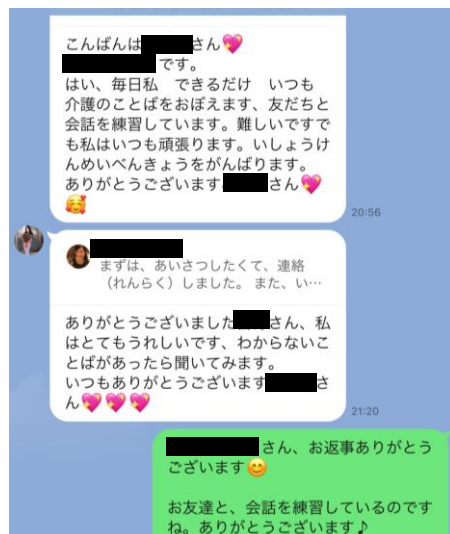 こんばんは さん💖
です。
はい、毎日私　できるだけ　いつも
介護のことばをおぼえます、友だちと
会話を練習しています。難しいですで
も私はいつも頑張ります。いしょうけ
んめいべんきょうをがんばります。
ありがとうございます さん💖
🥰
20:56
まずは、あいさつしたくて、連絡
（れんらく）しました。 また、い…
ありがとうございました さん、私
はとてもうれしいです、わからないこ
とばがあったら聞いてみます。
いつもありがとうございます さ
ん💖💖💖
21:20
さん、お返事ありがとう
ございます😊
お友達と、会話を練習しているのです
ね。ありがとうございます♪